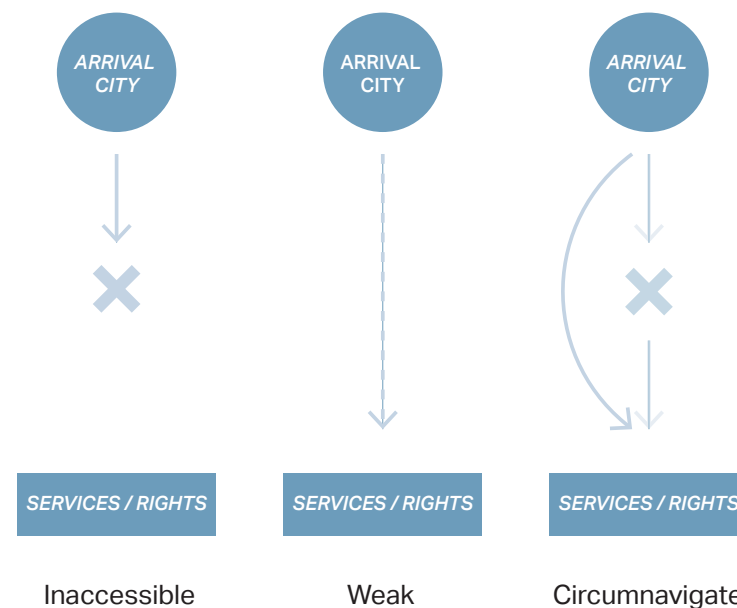 ARRIVAL
CITY
ARRIVAL
CITY
ARRIVAL
CITY
SERVICES / RIGHTS
SERVICES / RIGHTS
SERVICES / RIGHTS
Inaccessible
Weak
Circumnavigate